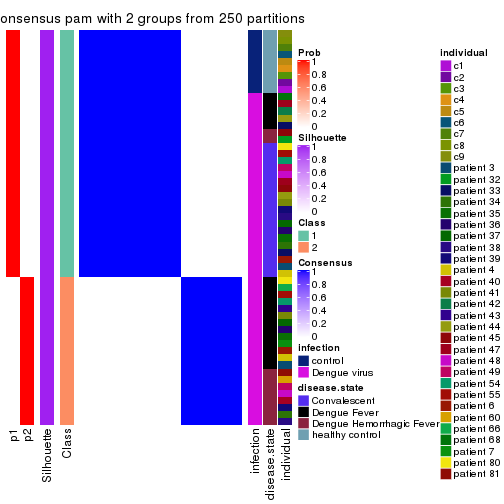 onsensus pam with 2 groups from 250 partitions
p1
p2
Silhouette
Class
infection
disease.state
individual
Prob
1
0.8
0.6
0.4
0.2
0
Silhouette
1
0.8
0.6
0.4
0.2
0
Class
1
2
Consensus
1
0.8
0.6
0.4
0.2
0
infection
control
Dengue virus
disease.state
Convalescent
Dengue Fever
Dengue Hemorrhagic Fever
healthy control
individual
c1
c2
c3
c4
c5
c6
c7
c8
c9
patient 3
patient 32
patient 33
patient 34
patient 35
patient 36
patient 37
patient 38
patient 39
patient 4
patient 40
patient 41
patient 42
patient 43
patient 44
patient 45
patient 47
patient 48
patient 49
patient 54
patient 55
patient 6
patient 60
patient 66
patient 68
patient 7
patient 80
patient 81